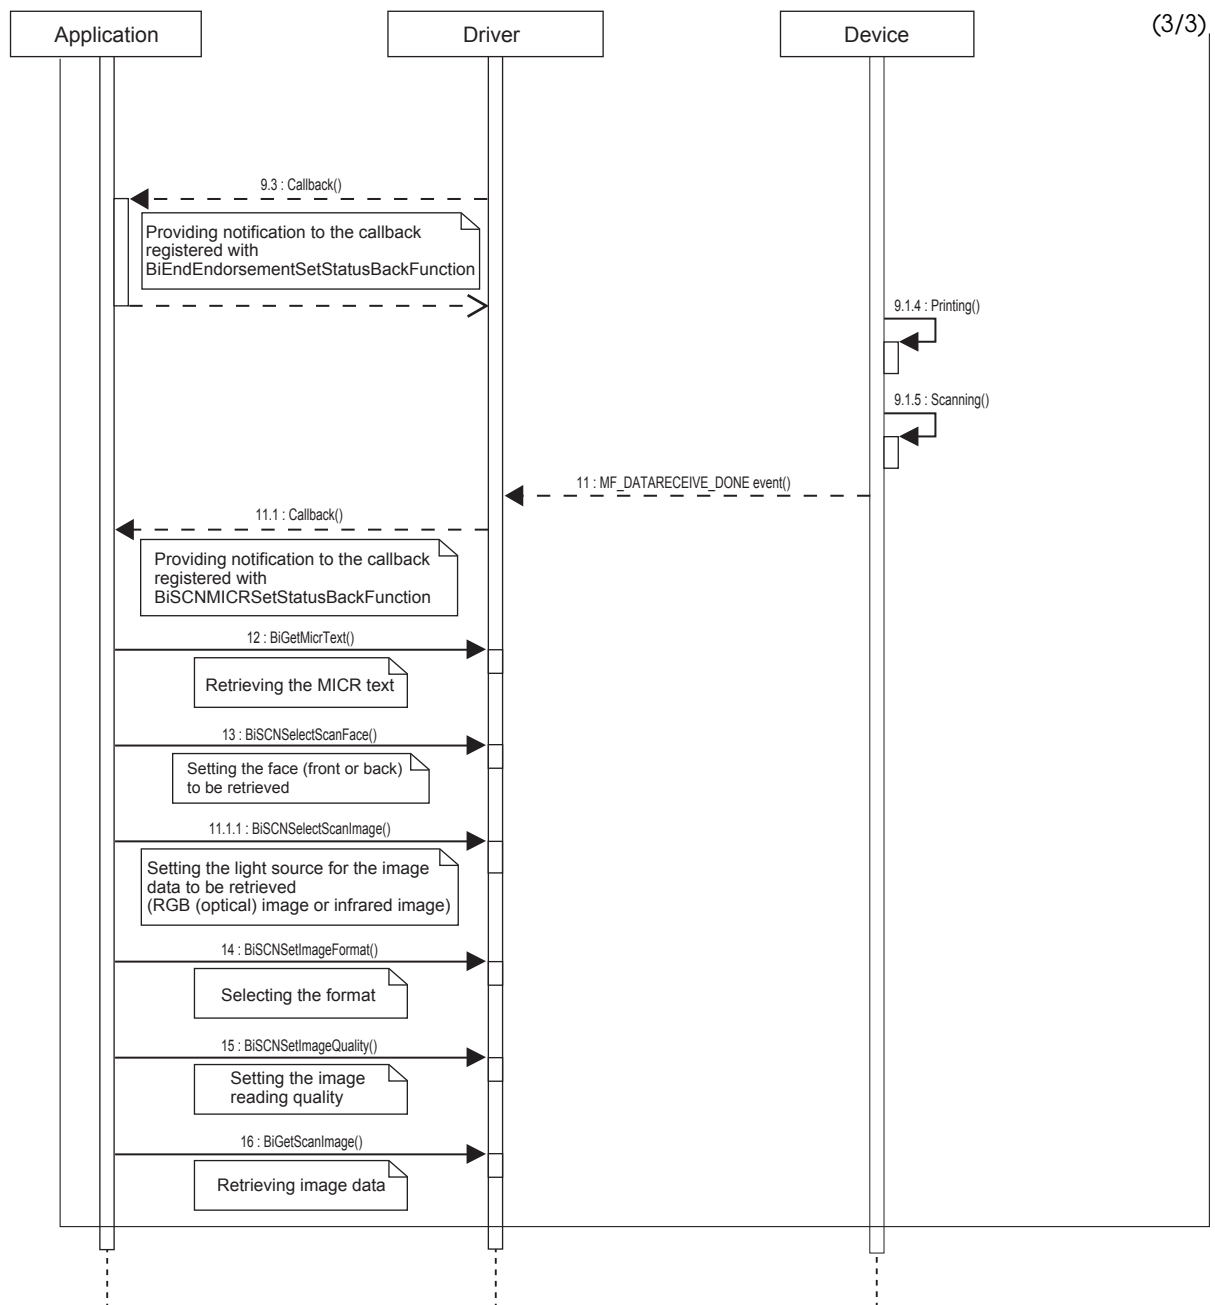 (3/3)
Application
Driver
Device
9.3 : Callback()
Providing notification to the callback
registered with
BiEndEndorsementSetStatusBackFunction
9.1.4 : Printing()
9.1.5 : Scanning()
11 : MF_DATARECEIVE_DONE event()
11.1 : Callback()
Providing notification to the callback
registered with
BiSCNMICRSetStatusBackFunction
12 : BiGetMicrText()
Retrieving the MICR text
13 : BiSCNSelectScanFace()
Setting the face (front or back)
to be retrieved
11.1.1 : BiSCNSelectScanImage()
Setting the light source for the image
data to be retrieved
(RGB (optical) image or infrared image)
14 : BiSCNSetImageFormat()
Selecting the format
15 : BiSCNSetImageQuality()
Setting the image
reading quality
16 : BiGetScanImage()
Retrieving image data